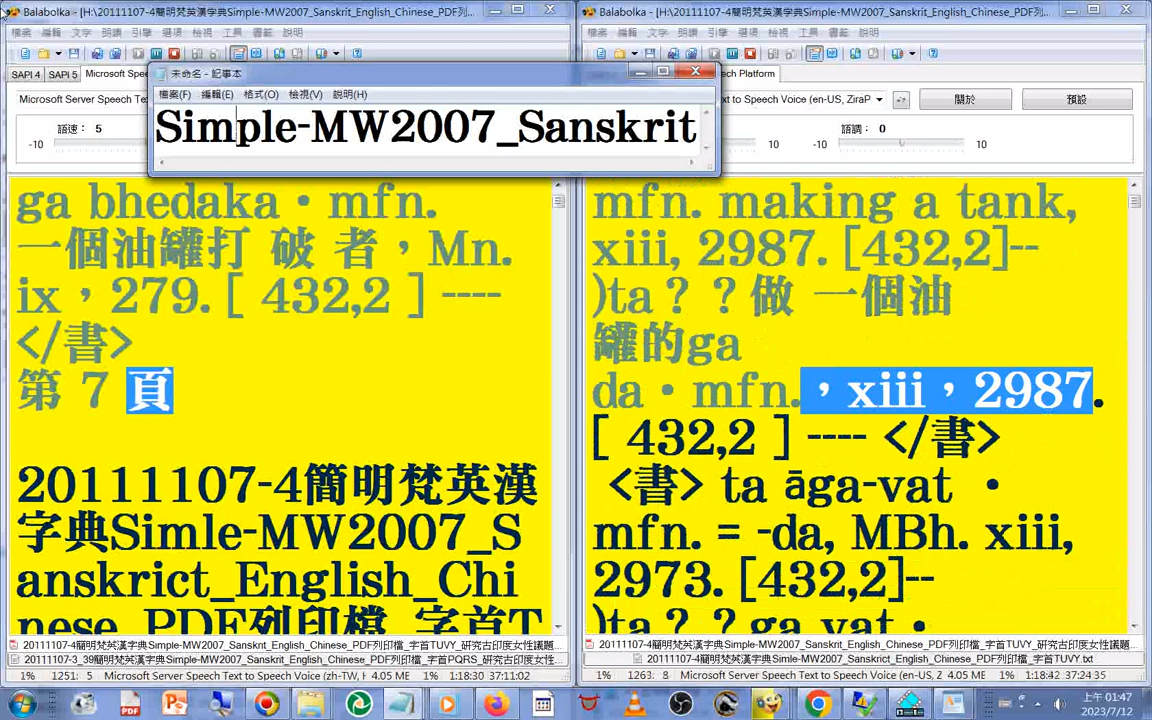 Balabolka - [H:\20111107-4簡明梵英漢字典Simple-MW2007_Sanskrit_English_Chinese_PDF列...
檔案 編輯 文字 朗讀 引擎 選項 檢視 工具 書籤 說明
SAPI 4 SAPI 5 Microsoft Spee
Microsoft Server Speech Text
語速： 5
-10
未命名 - 記事本
檔案(F) 編輯(E) 格式(O) 檢視(V) 說明(H)
Simple-MW2007_Sanskrit
ga bhedaka • mfn.
一個油罐打 破 者，Mn.
ix，279. [ 432,2 ] ----
</書>
第 7 頁
20111107-4簡明梵英漢
字典Simle-MW2007_S
anskrict_English_Chi
nese_PDF列印檔_字首T
20111107-4簡明梵英漢字典Simple-MW2007_Sanskrit_English_Chinese_PDF列印檔_字首TUVY_研究古印度女性議題...
20111107-3_39簡明梵英漢字典Simple-MW2007_Sanskrit_English_Chinese_PDF列印檔_字首PQRS_研究古印度女性...
1% 1251: 5 Microsoft Server Speech Text to Speech Voice (zh-TW, H 4.05 ME 1% 1:18:30 37:11:02
Balabolka - [H:\20111107-4簡明梵英漢字典Simple-MW2007_Sanskrit_English_Chinese_PDF列...
檔案 編輯 文字 朗讀 引擎 選項 檢視 工具 書籤 說明
ech Platform
xt to Speech Voice (en-US, ZiraP
關於
預設
語調： 0
10 -10 10
mfn. making a tank,
xiii, 2987. [432,2]--
)ta？？做 一個油
罐的ga
da • mfn.，xiii，2987.
[ 432,2 ] ---- </書>
<書> ta āga-vat •
mfn. = -da, MBh. xiii,
2973. [432,2]--
)ta？？ga vat •
20111107-4簡明梵英漢字典Simple-MW2007_Sanskrit_English_Chinese_PDF列印檔_字首TUVY_研究古印度女性議題...
20111107-4簡明梵英漢字典Simle-MW2007_Sanskrict_English_Chinese_PDF列印檔_字首TUVY.txt
1% 1263: 8 Microsoft Server Speech Text to Speech Voice (en-US, Z 4.05 ME 1% 1:18:42 37:24:35
上午 01:47
2023/7/12